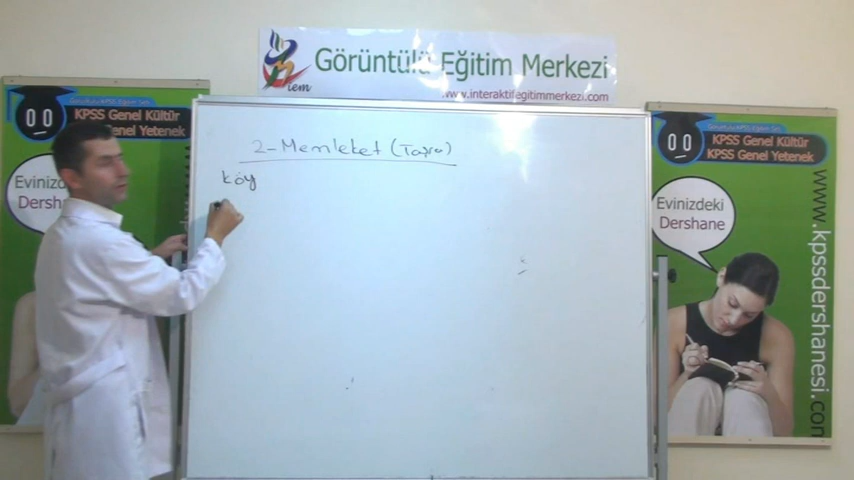 Görüntülü Eğitim Merkezi
iem
www.interaktifegitimmerkezi.com
KPSS Genel Kültür
Genel Yetenek
Evinizdeki
Dershane
2-Memleket (Taşra)
köy
KPSS Genel Kültür
KPSS Genel Yetenek
Evinizdeki
Dershane
www.kpssdershanesi.com